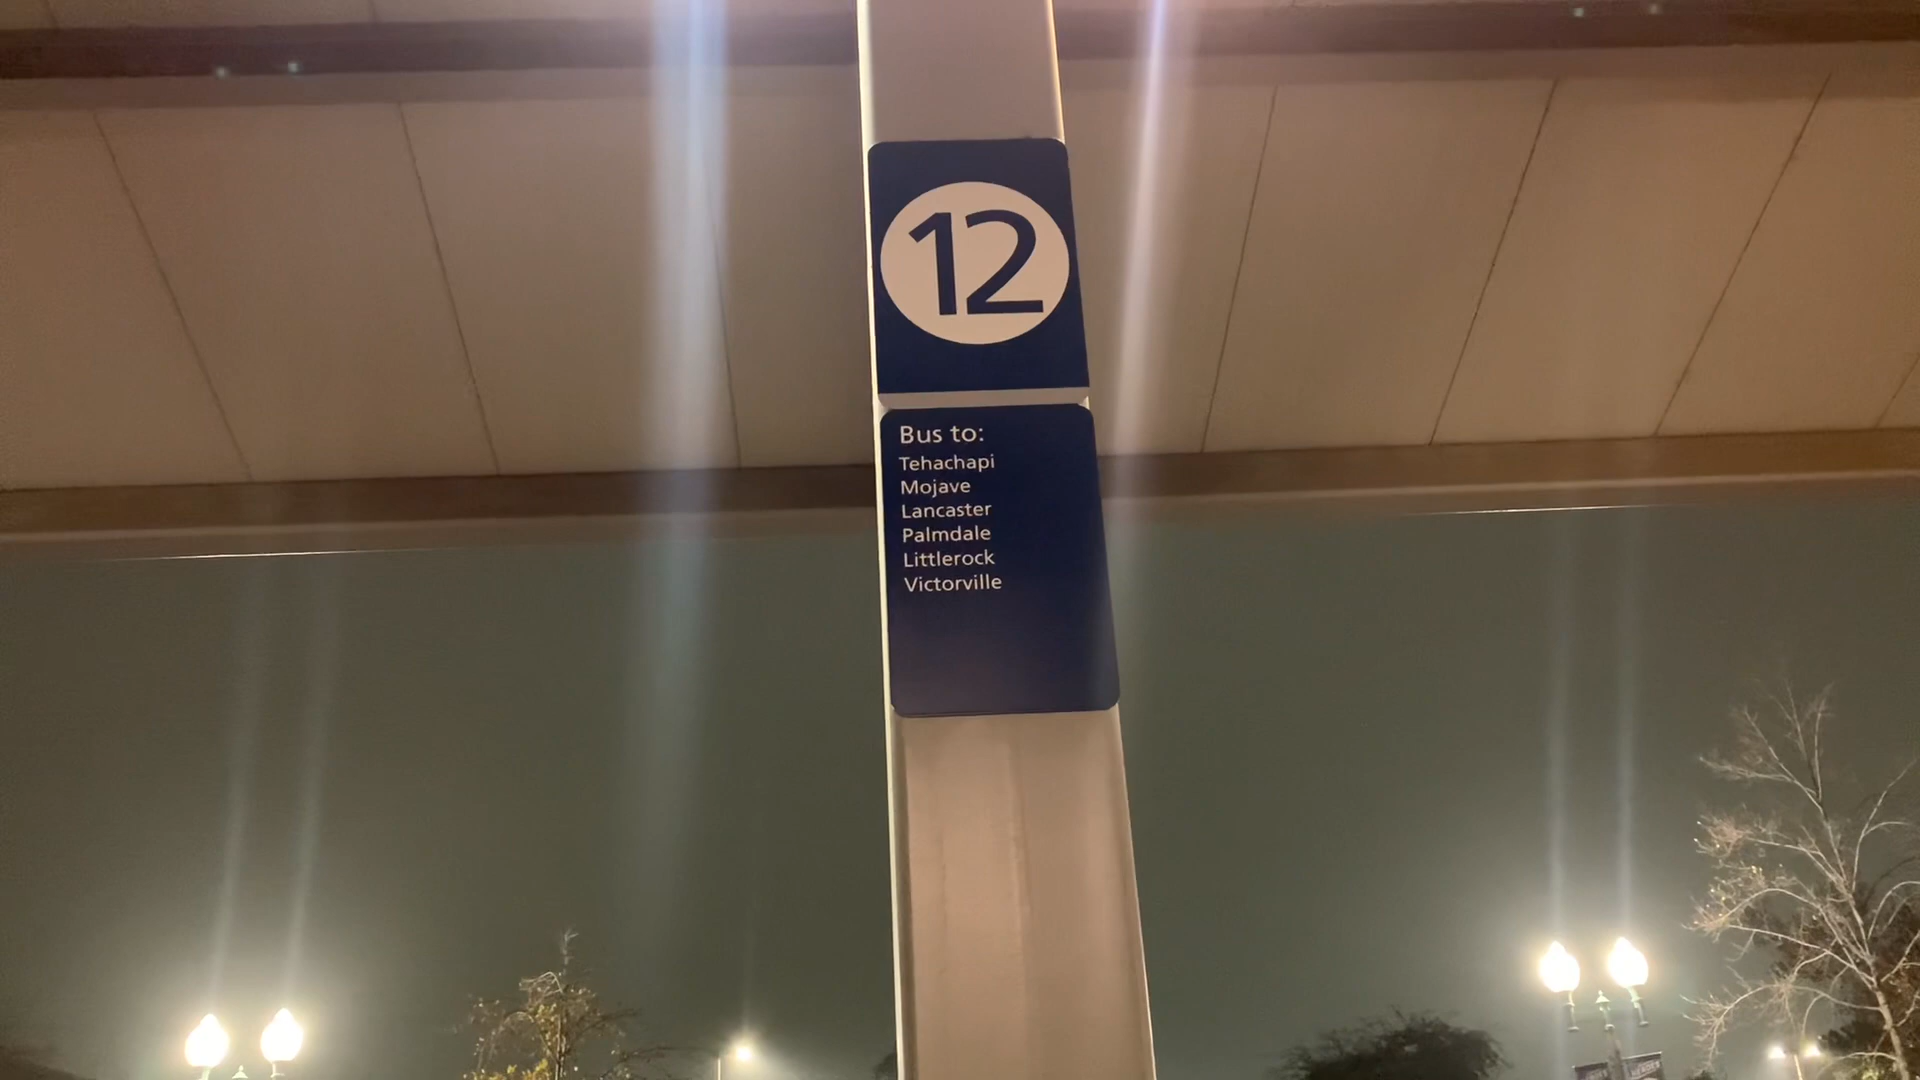 12
Bus to:
Tehachapi
Mojave
Lancaster
Palmdale
Littlerock
Victorville